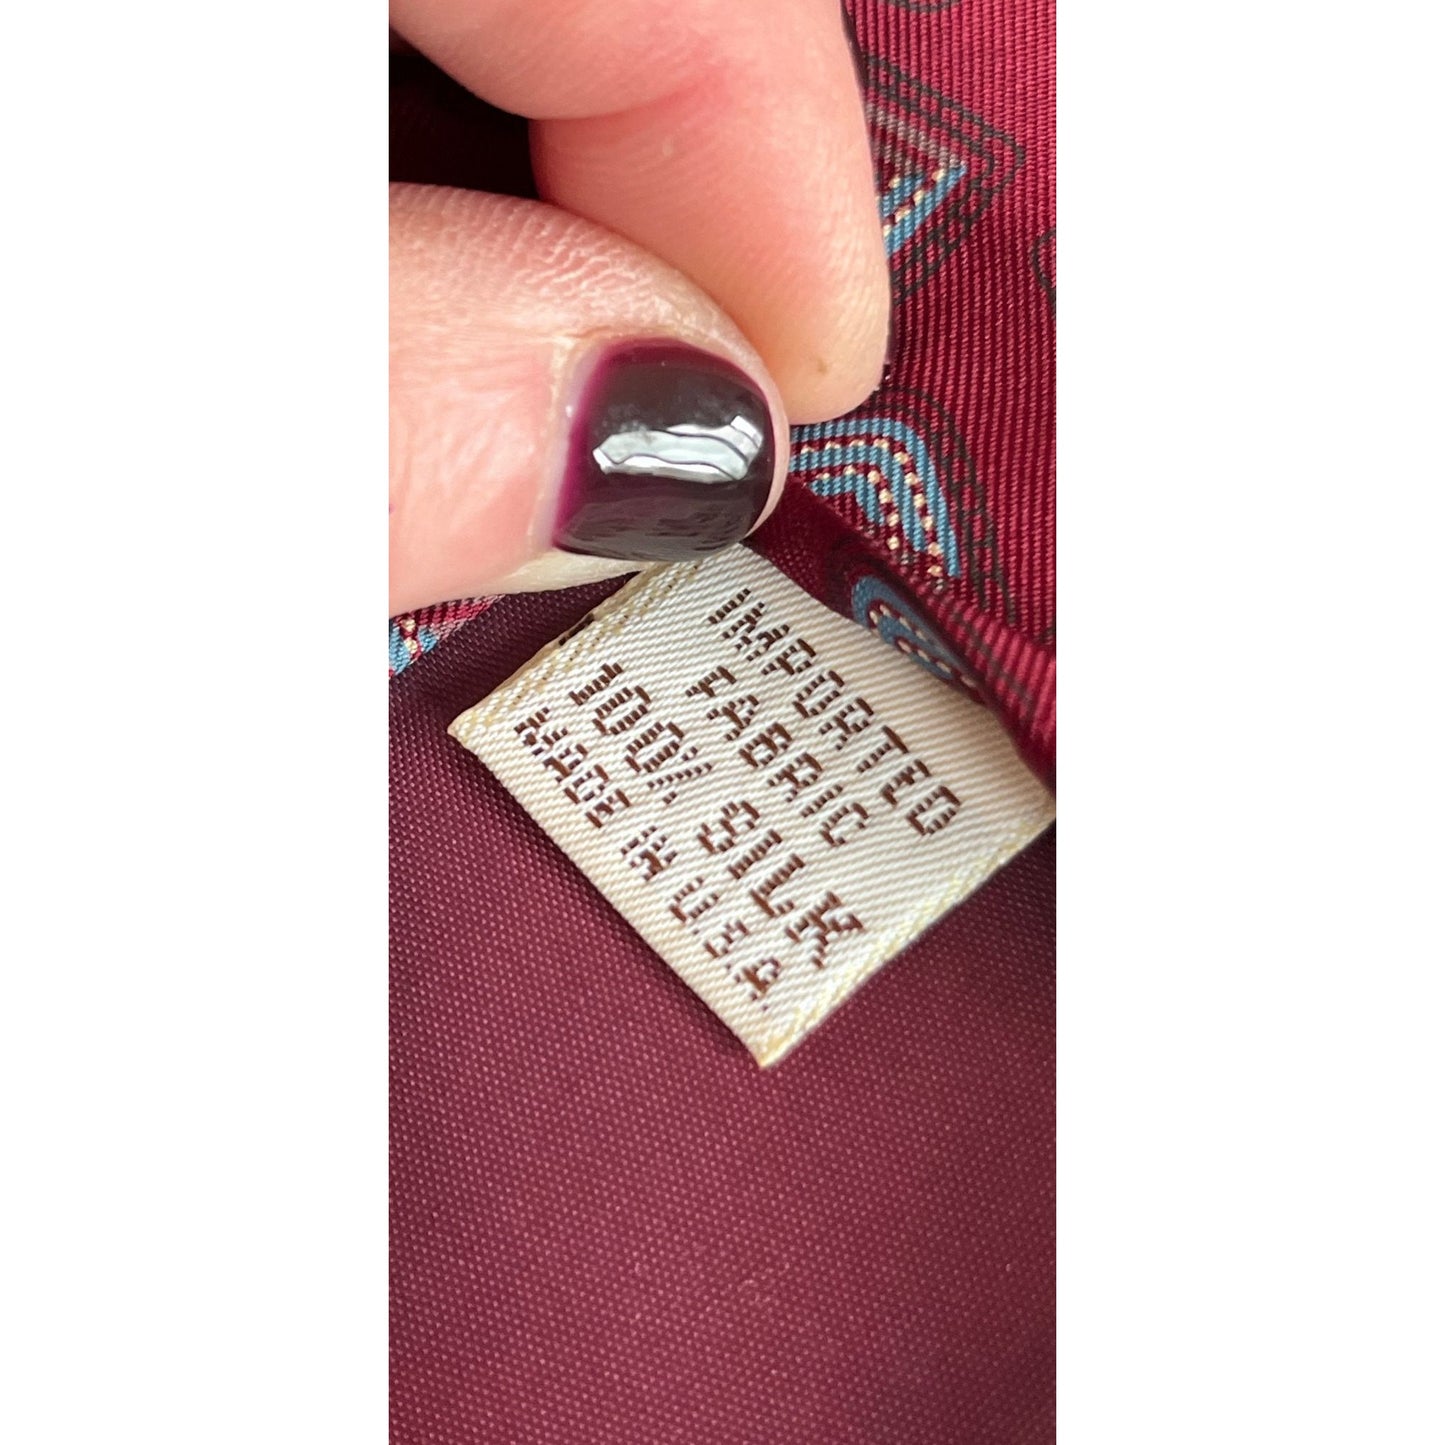 IMPORTED
FABRIC
100% SILK
MADE IN U.S.A.